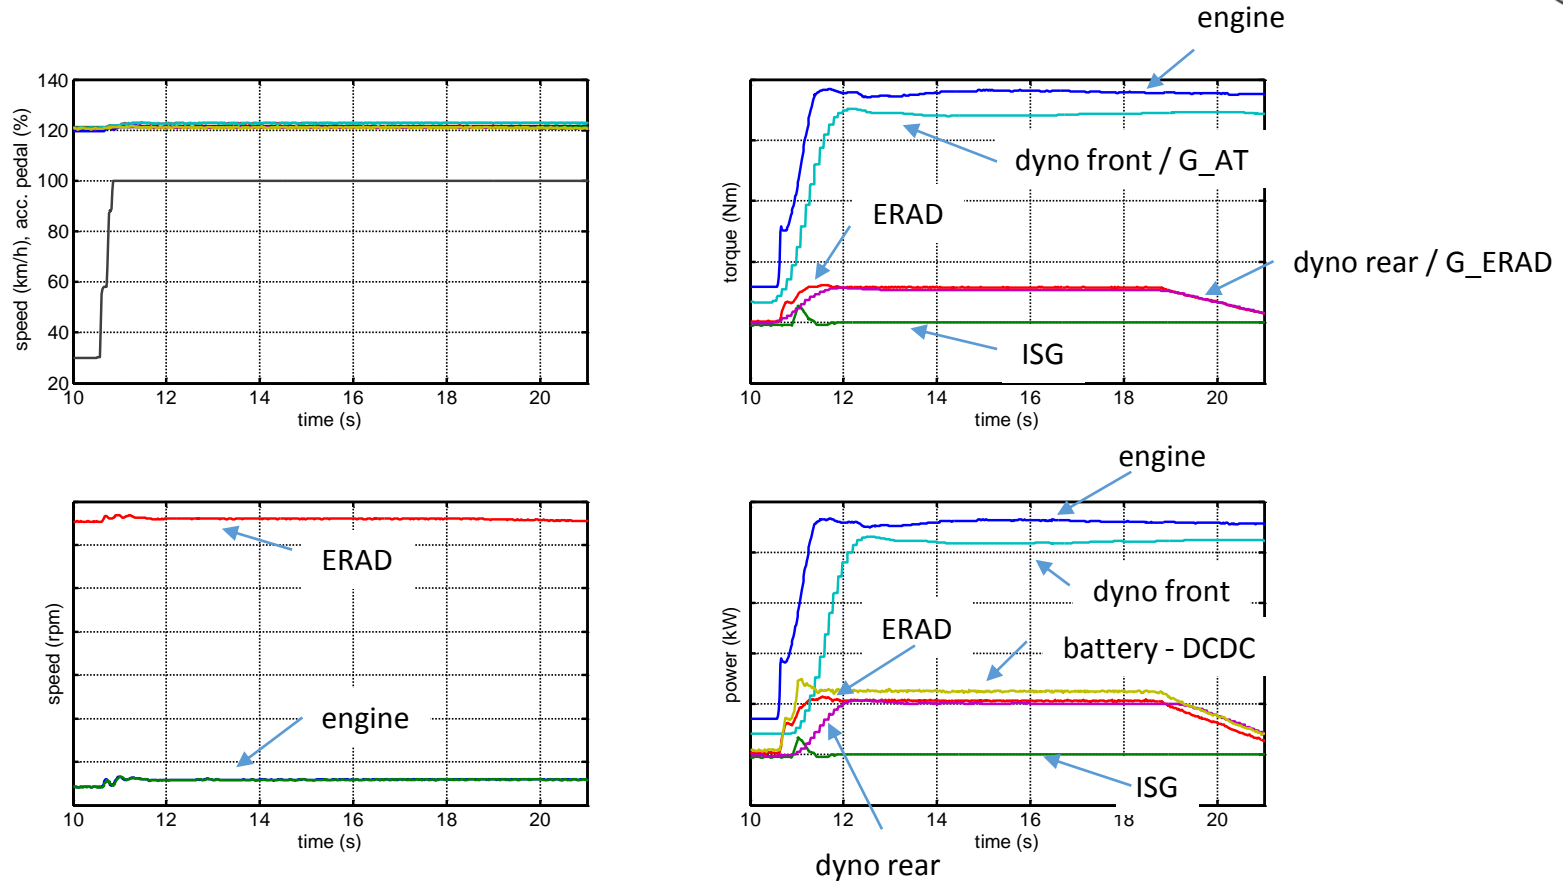 engine
140
120
100
80
60
40
20
speed (km/h), acc. pedal (%)
10 12 14 16 18 20
time (s)
torque (Nm)
dyno front / G_AT
ERAD
dyno rear / G_ERAD
ISG
10 12 14 16 18 20
time (s)
speed (rpm)
ERAD
engine
10 12 14 16 18 20
time (s)
engine
power (kW)
dyno front
ERAD
battery - DCDC
ISG
10 12 14 16 18 20
time (s)
dyno rear